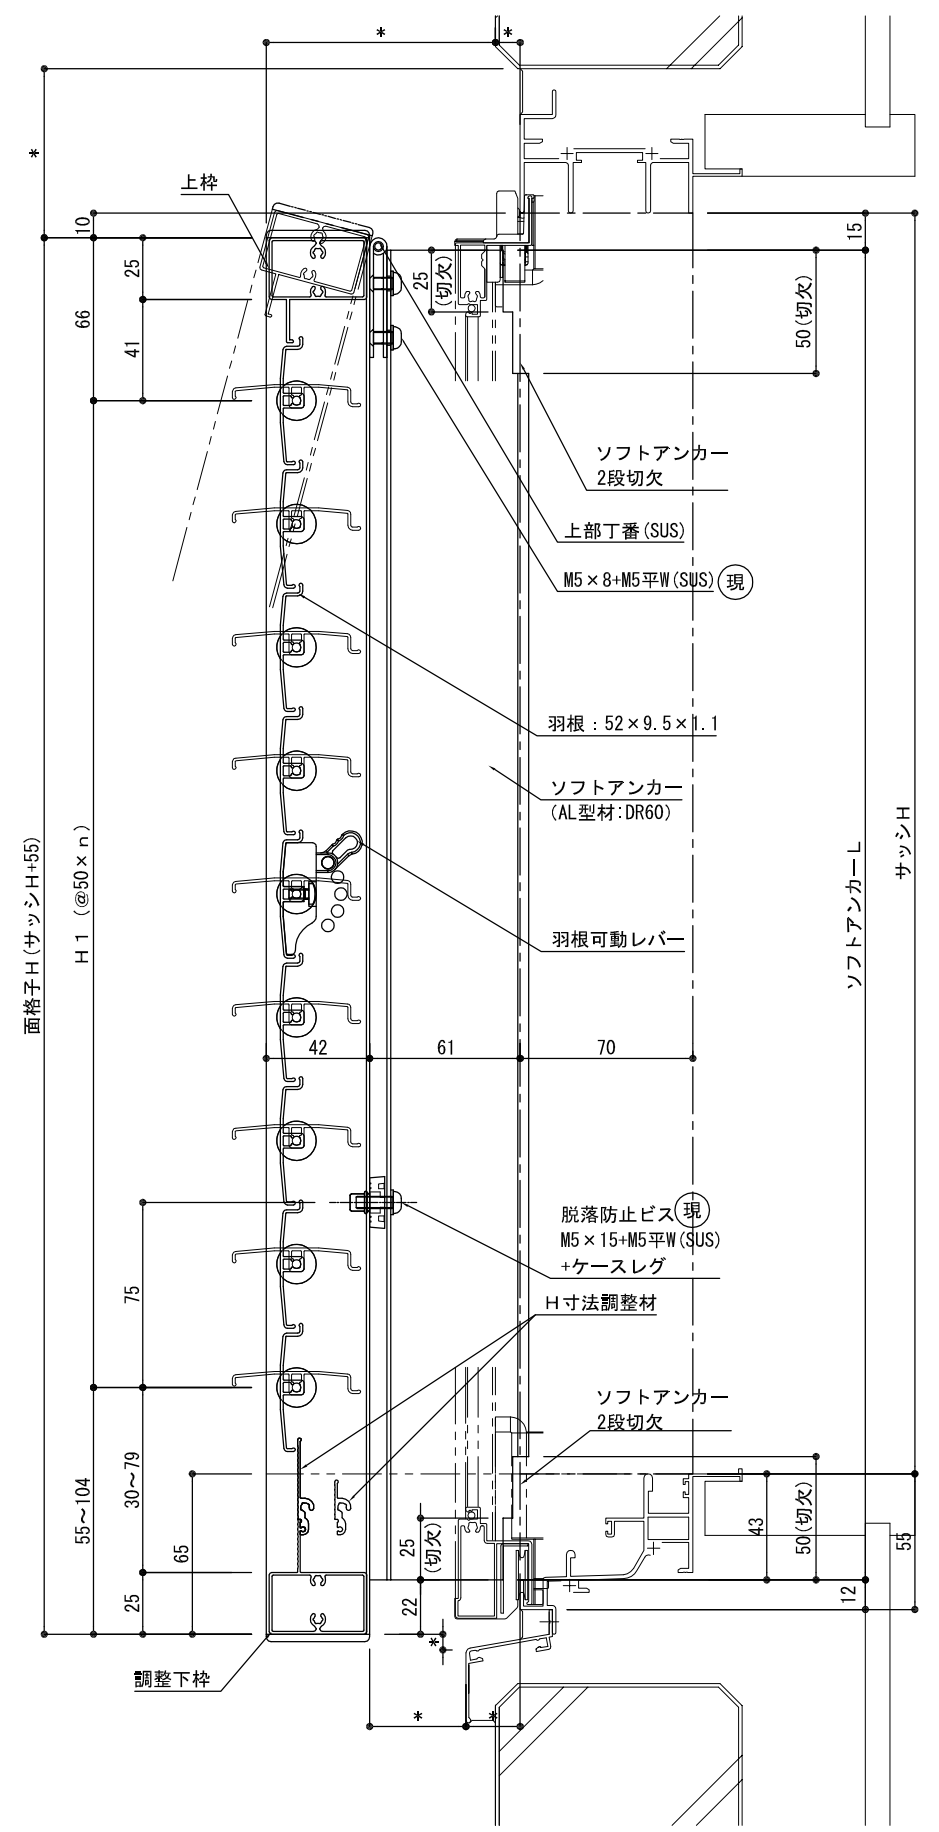 *
*
*
上枠
10
15
25
25
(切欠)
50(切欠)
66
41
ソフトアンカー
2段切欠
上部丁番(SUS)
M5×8+M5平W(SUS)
現
羽根：52×9.5×1.1
ソフトアンカー
(AL型材:DR60)
面格子H(サッシH+55)
H1 (@50×n)
ソフトアンカーL
サッシH
羽根可動レバー
42
61
70
脱落防止ビス
現
M5×15+M5平W(SUS)
+ケースレグ
75
H寸法調整材
ソフトアンカー
2段切欠
30～79
55～104
65
25
(切欠)
43
50(切欠)
55
25
22
12
*
調整下枠
*
*